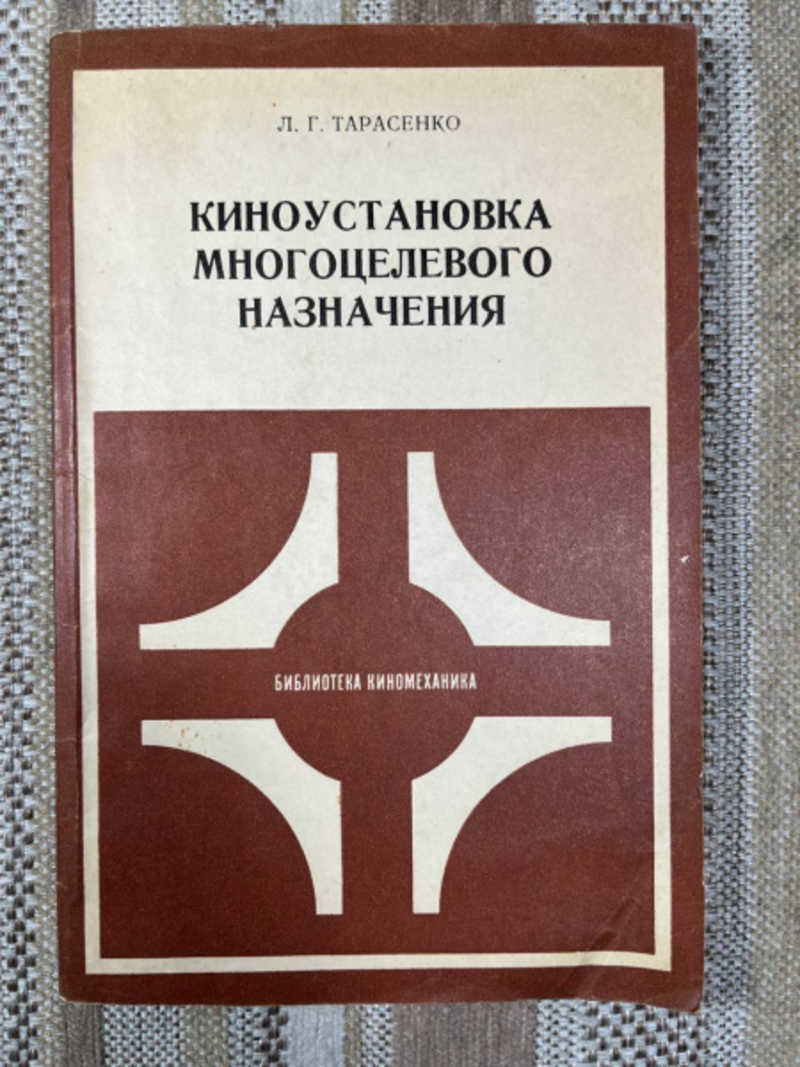 Л. Г. ТАРАСЕНКО
КИНОУСТАНОВКА
МНОГОЦЕЛЕВОГО
НАЗНАЧЕНИЯ
БИБЛИОТЕКА КИНОМЕХАНИКА